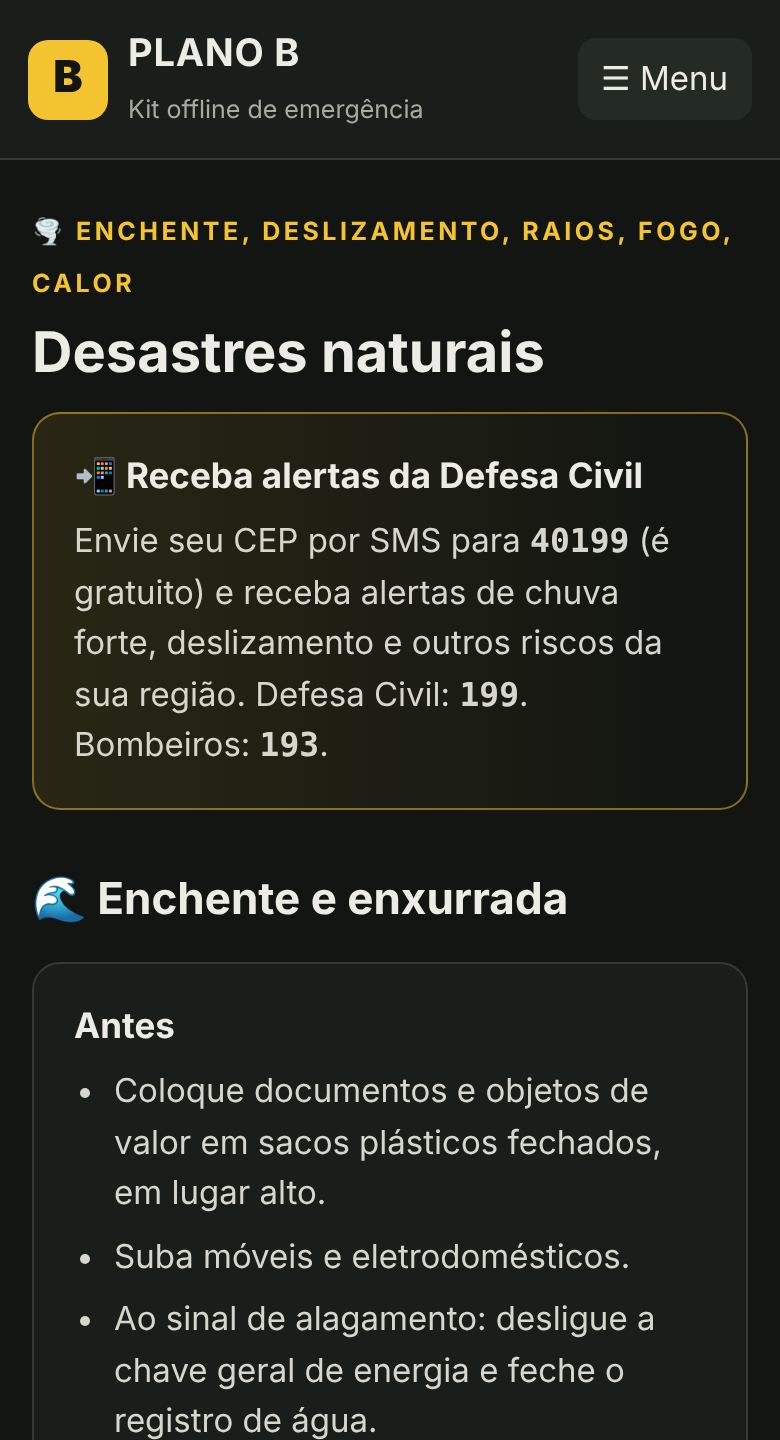 B
PLANO B
Kit offline de emergência
☰ Menu
🌪️ ENCHENTE, DESLIZAMENTO, RAIOS, FOGO,
CALOR
Desastres naturais
📲 Receba alertas da Defesa Civil
Envie seu CEP por SMS para 40199 (é
gratuito) e receba alertas de chuva
forte, deslizamento e outros riscos da
sua região. Defesa Civil: 199.
Bombeiros: 193.
🌊 Enchente e enxurrada
Antes
• Coloque documentos e objetos de
valor em sacos plásticos fechados,
em lugar alto.
• Suba móveis e eletrodomésticos.
• Ao sinal de alagamento: desligue a
chave geral de energia e feche o
registro de água.